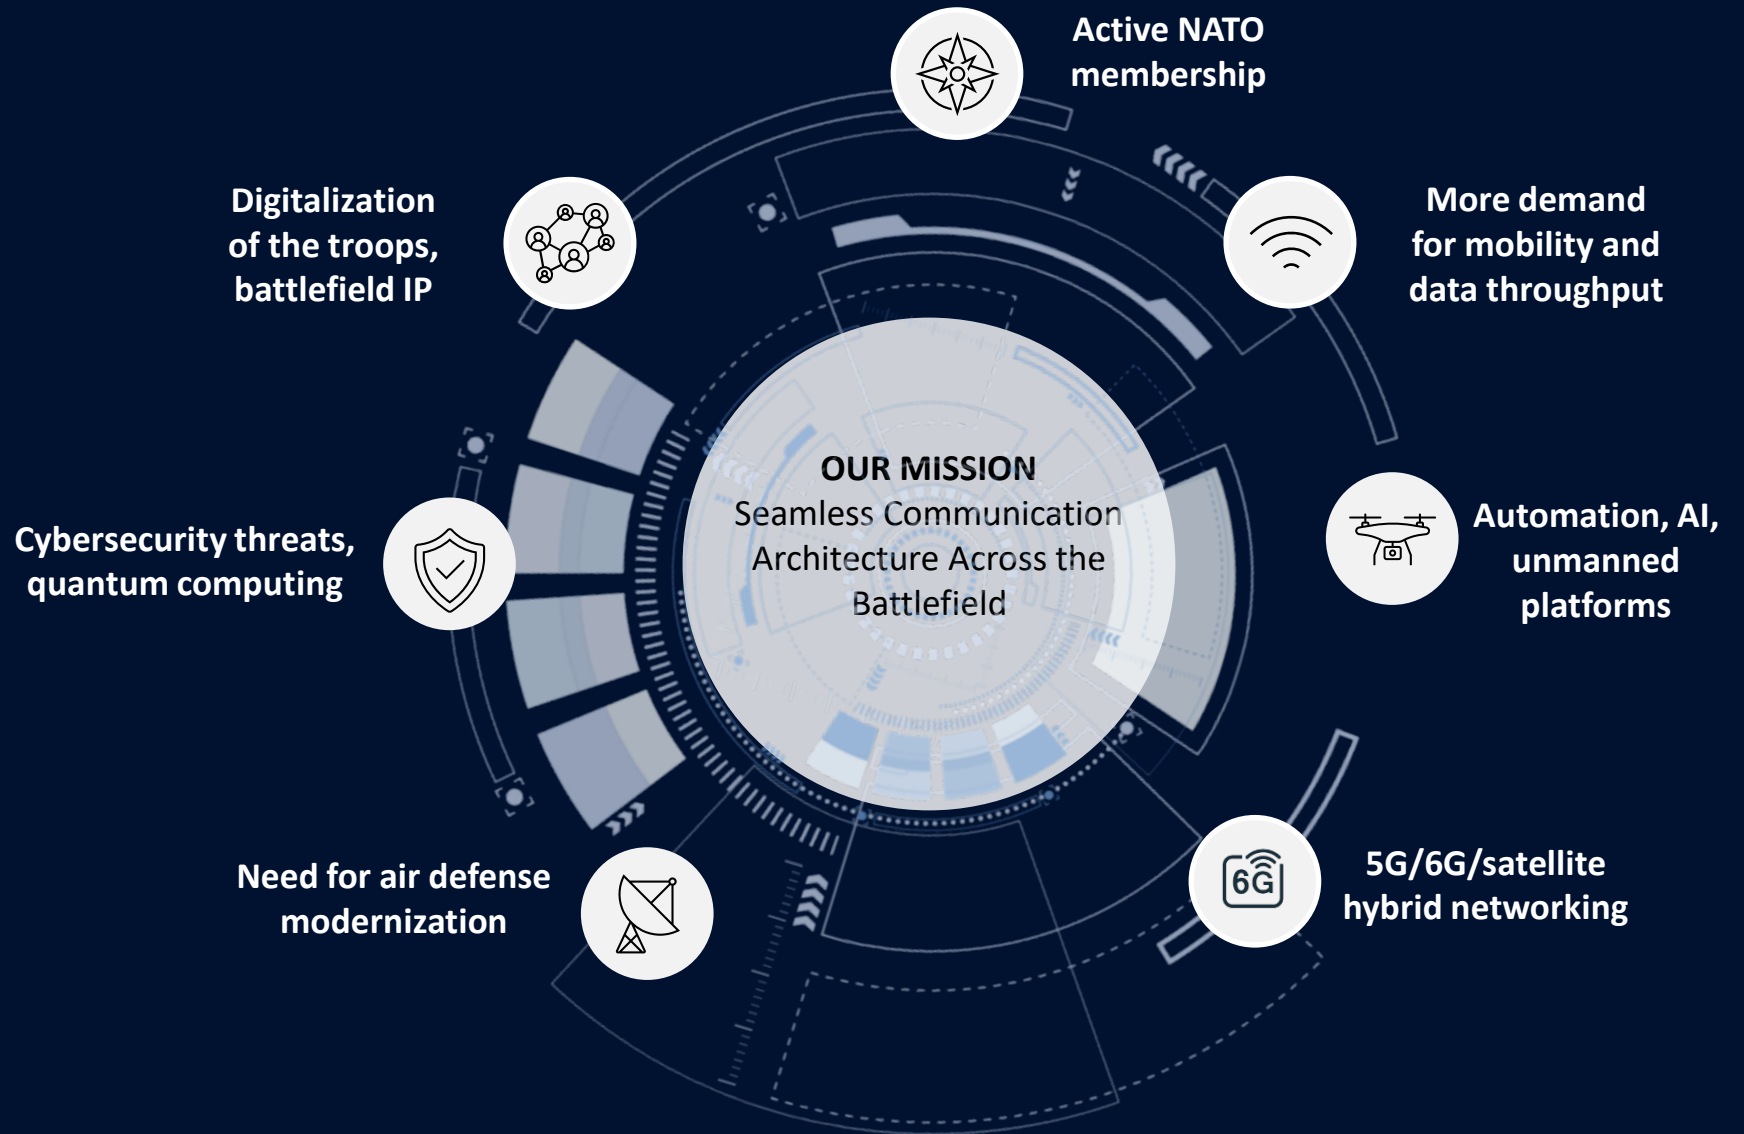 Active NATO
membership
Digitalization
of the troops,
battlefield IP
More demand
for mobility and
data throughput
OUR MISSION
Seamless Communication
Architecture Across the
Battlefield
Cybersecurity threats,
quantum computing
Automation, AI,
unmanned
platforms
Need for air defense
modernization
6G
5G/6G/satellite
hybrid networking